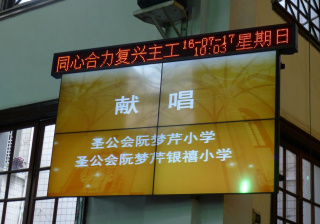 同心合力复兴主工 16-07-17 星期日
10:03
献唱
圣公会阮梦芹小学
圣公会阮梦芹银禧小学